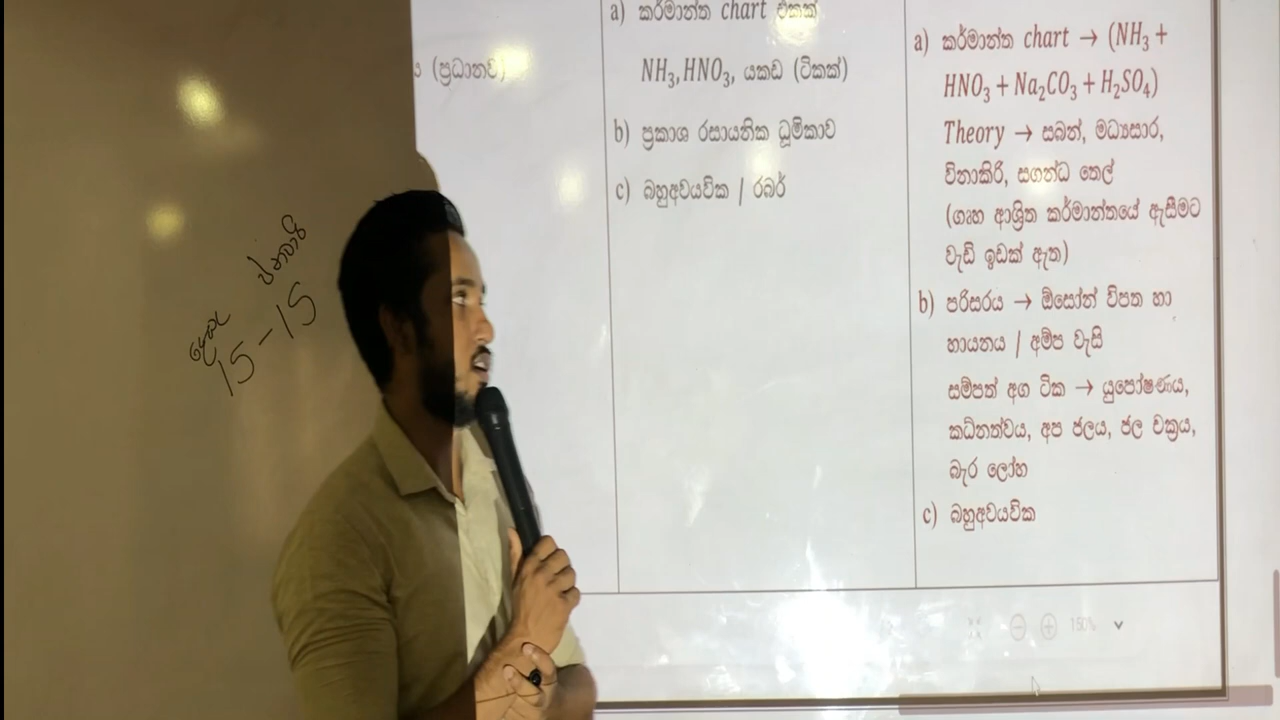 ජනවාරි
15-15
(ප්‍රධානව)
a) කර්මාන්ත chart එකක්
NH₃, HNO₃, යකඩ (ටිකක්)
b) ප්‍රකාශ රසායනික ධූමිකාව
c) බහුඅවයවික / රබර්
a) කර්මාන්ත chart → (NH₃ +
HNO₃ + Na₂CO₃ + H₂SO₄)
Theory → සබන්, මධ්‍යසාර,
විනාකිරි, සගන්ධ තෙල්
(ගෘහ ආශ්‍රිත කර්මාන්තයේ ඇසීමට
වැඩි ඉඩක් ඇත)
b) පරිසරය → ඕසෝන් විපත හා
හායනය / අම්ප වැසි
සම්පත් අග ටික → යුපෝෂණය,
කඨිනත්වය, අප ජලය, ජල චක්‍රය,
බැර ලෝහ
c) බහුඅවයවික
150%